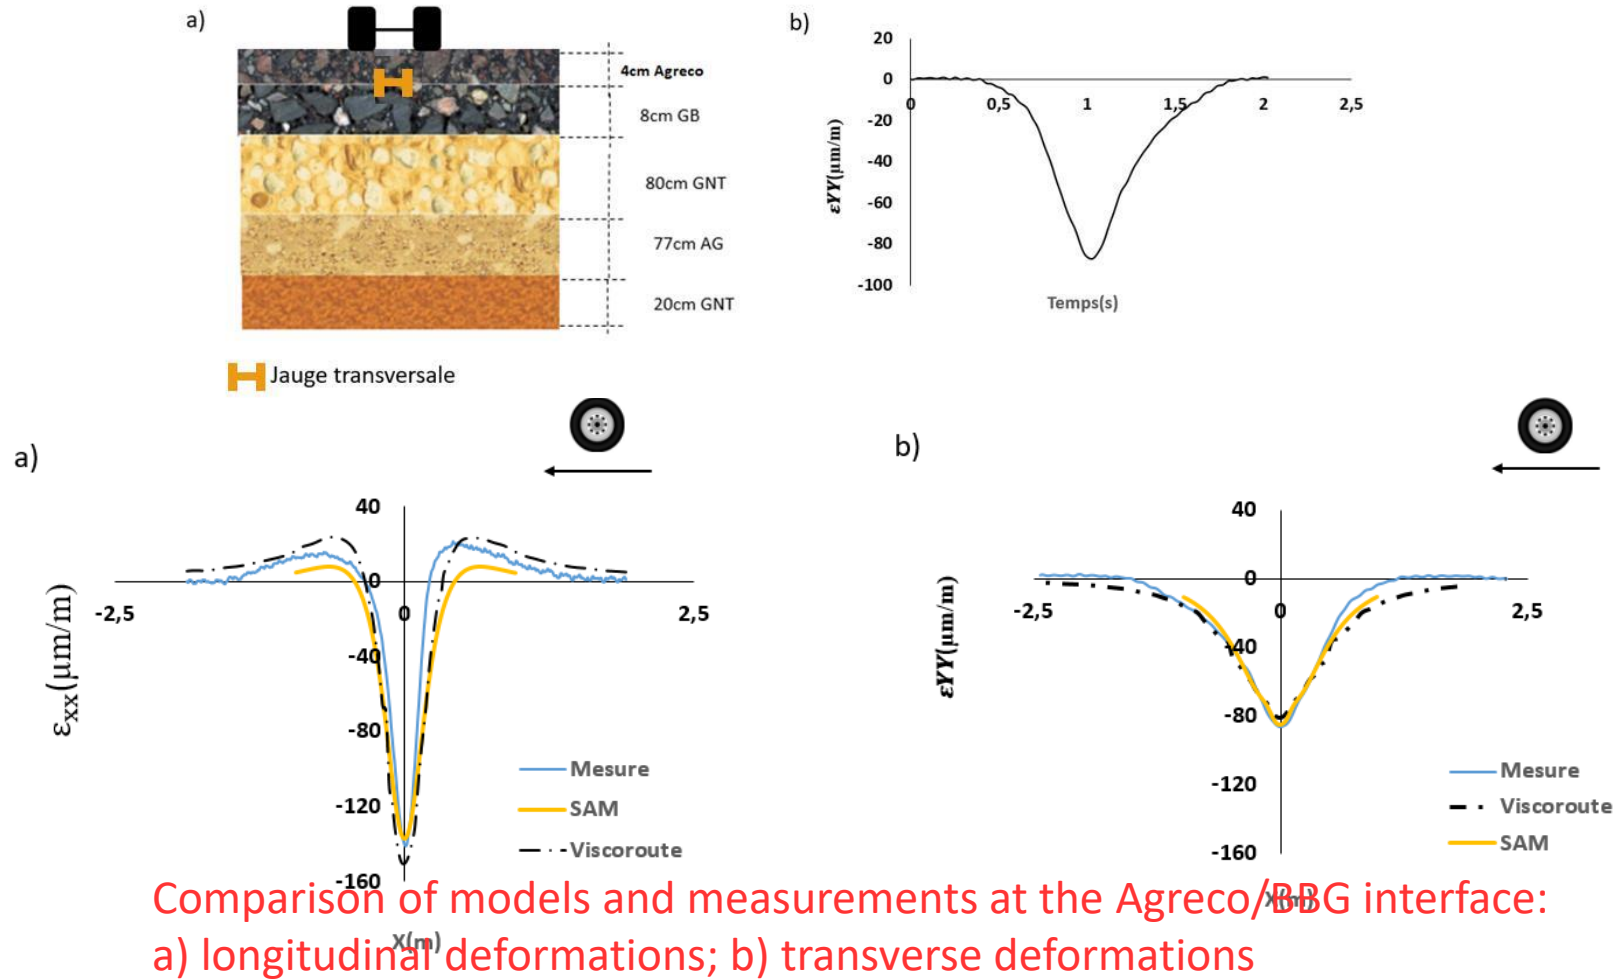 a)
4cm Agreco
8cm GB
80cm GNT
77cm AG
20cm GNT
Jauge transversale
b)
20
0
-20
-40
-60
-80
-100
0
0,5
1
1,5
2
2,5
εYY(μm/m)
Temps(s)
a)
40
0
-40
-80
-120
-160
-2,5
0
2,5
εxx(μm/m)
Mesure
SAM
Viscoroute
X(m)
b)
40
0
-40
-80
-120
-160
-2,5
0
2,5
εYY(μm/m)
Mesure
Viscoroute
SAM
X(m)
Comparison of models and measurements at the Agreco/BBG interface:
a) longitudinal deformations; b) transverse deformations